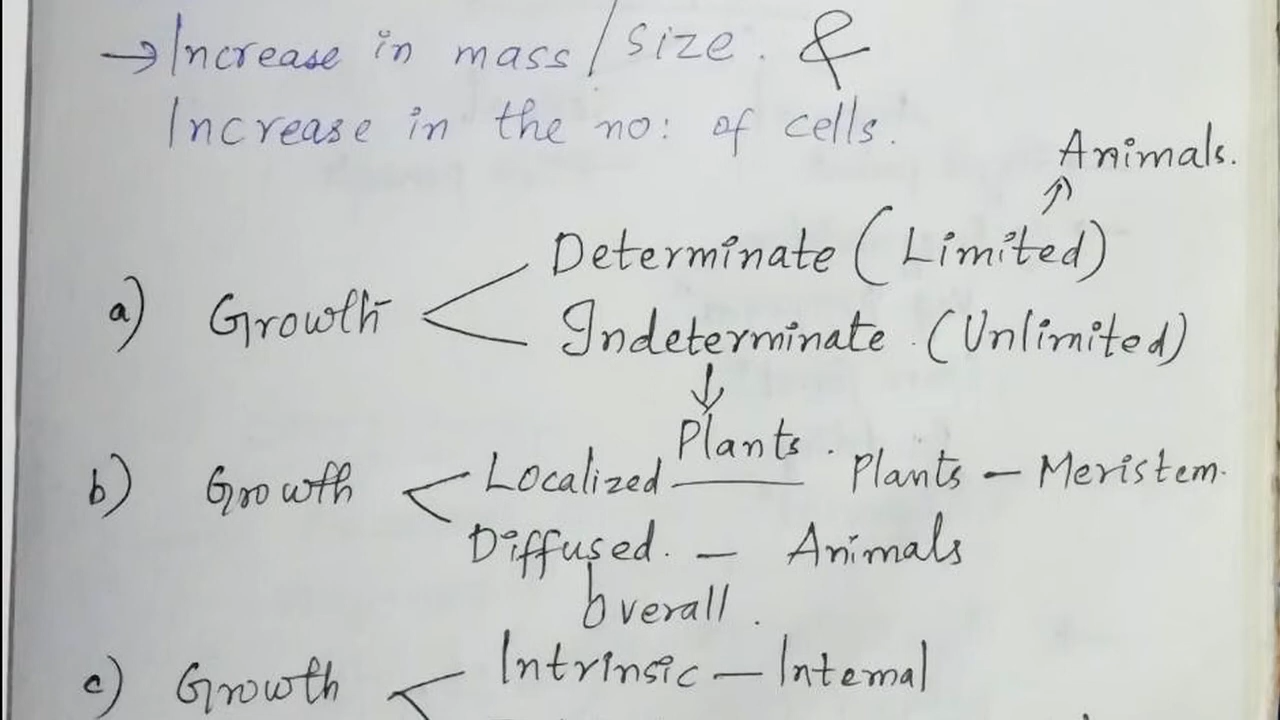 → Increase in mass/size. &
Increase in the no: of cells.
Animals.
↑
Determinate (Limited)
a) Growth <
Indeterminate. (Unlimited)
↓
Plants.
b) Growth < Localized —— Plants - Meristem.
Diffused. - Animals
Overall.
c) Growth < Intrinsic - Internal